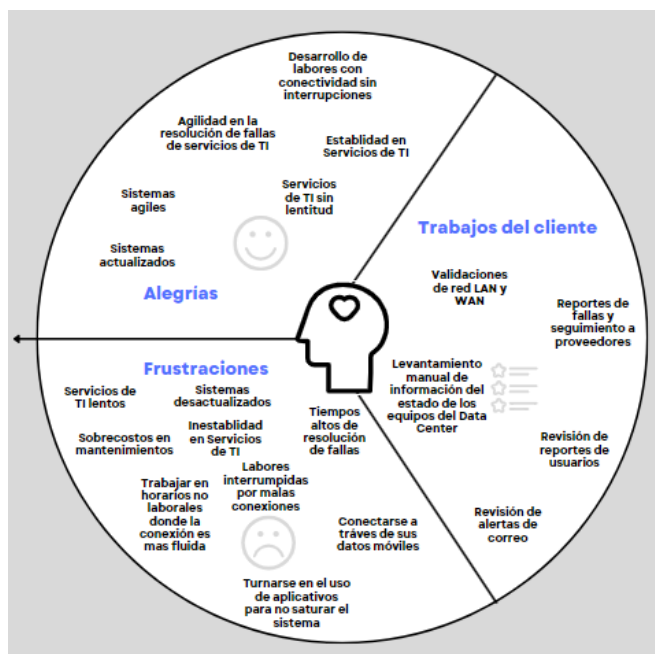 Desarrollo de
labores con
conectividad sin
interrupciones
Agilidad en la
resolución de fallas
de servicios de TI
Establidad en
Servicios de TI
Sistemas
agiles
Servicios
de TI sin
lentitud
Sistemas
actualizados
Alegrías
Trabajos del cliente
Validaciones
de red LAN y
WAN
Reportes de
fallas y
seguimiento a
proveedores
Levantamiento
manual de
información del
estado de los
equipos del Data
Center
Revisión de
reportes de
usuarios
Revisión de
alertas de
correo
Frustraciones
Servicios de
TI lentos
Sistemas
desactualizados
Sobrecostos en
mantenimientos
Inestablidad
en Servicios
de TI
Tiempos
altos de
resolución
de fallas
Trabajar en
horarios no
laborales
donde la
conexión es
mas fluida
Labores
interrumpidas
por malas
conexiones
Conectarse a
tráves de sus
datos móviles
Turnarse en el uso
de aplicativos
para no saturar el
sistema